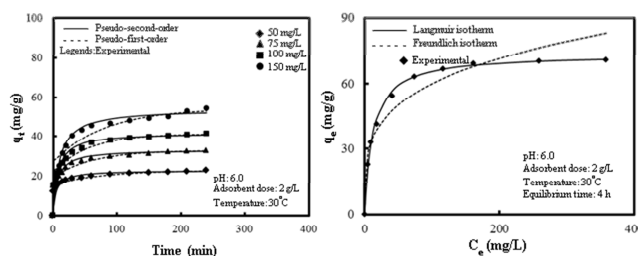 100
80
60
40
20
0
q_t (mg/g)
Pseudo-second-order
Pseudo-first-order
Legends:Experimental
50 mg/L
75 mg/L
100 mg/L
150 mg/L
pH: 6.0
Adsorbent dose: 2 g/L
Temperature: 30°C
0 100 200 300 400
Time (min)
90
60
30
0
q_e (mg/g)
Langmuir isotherm
Freundlich isotherm
Experimental
pH: 6.0
Adsorbent dose: 2 g/L
Temperature: 30°C
Equilibrium time: 4 h
0 200 400
C_e (mg/L)